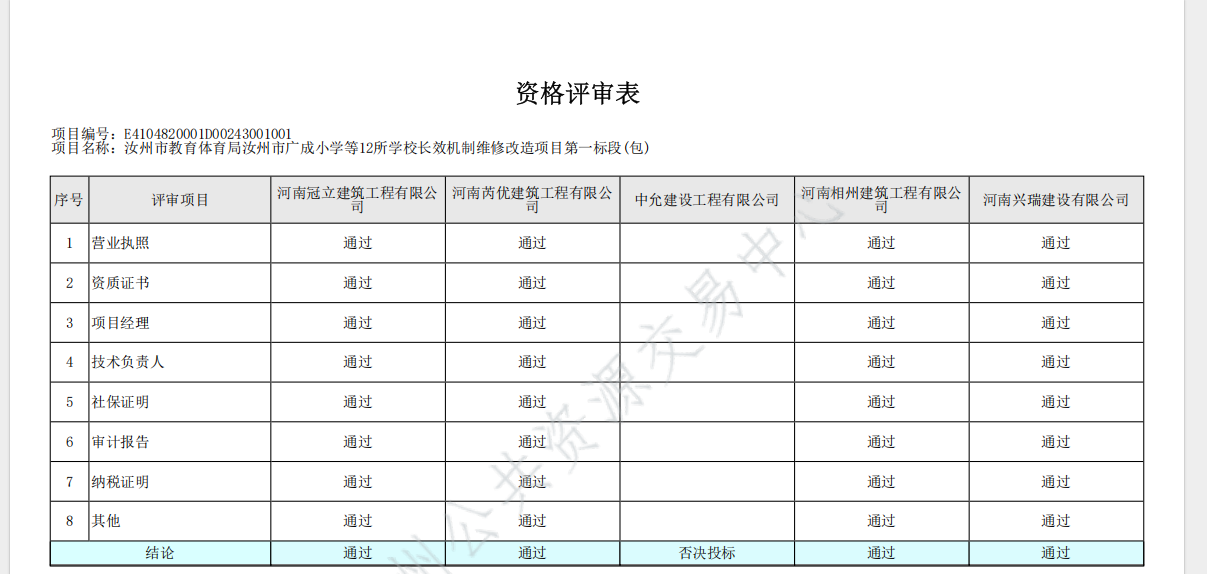 资格评审表
项目编号：E4104820001D00243001001
项目名称：汝州市教育体育局汝州市广成小学等12所学校长效机制维修改造项目第一标段(包)
序号 评审项目 河南冠立建筑工程有限公司 河南芮优建筑工程有限公司 中允建设工程有限公司 河南相州建筑工程有限公司 河南兴瑞建设有限公司
1 营业执照 通过 通过 通过 通过
2 资质证书 通过 通过 通过 通过
3 项目经理 通过 通过 通过 通过
4 技术负责人 通过 通过 通过 通过
5 社保证明 通过 通过 通过 通过
6 审计报告 通过 通过 通过 通过
7 纳税证明 通过 通过 通过 通过
8 其他 通过 通过 通过 通过
结论 通过 通过 否决投标 通过 通过
州公共资源交易中心